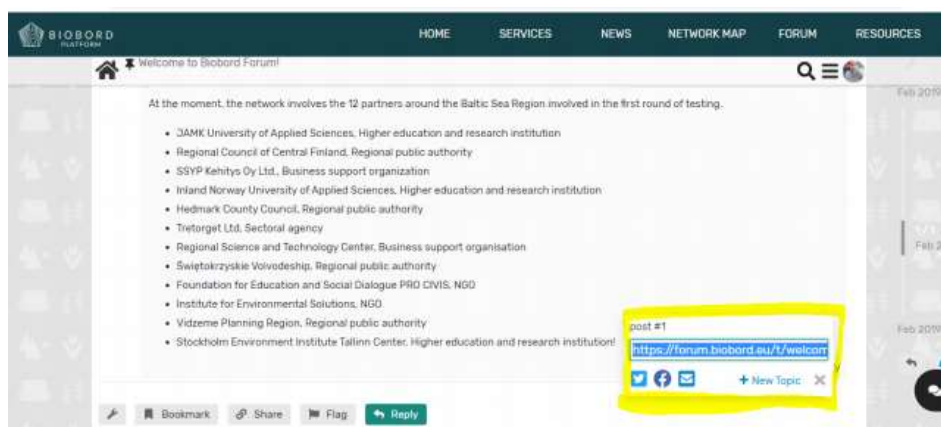 BIOBORD
PLATFORM
HOME SERVICES NEWS NETWORK MAP FORUM RESOURCES
Welcome to Biobord Forum!
Feb 2019
At the moment, the network involves the 12 partners around the Baltic Sea Region involved in the first round of testing.
JAMK University of Applied Sciences, Higher education and research institution
Regional Council of Central Finland, Regional public authority
SSYP Kehitys Oy Ltd., Business support organization
Inland Norway University of Applied Sciences, Higher education and research institution
Hedmark County Council, Regional public authority
Tretorget Ltd, Sectoral agency
Regional Science and Technology Center, Business support organisation
Świętokrzyskie Voivodeship, Regional public authority
Foundation for Education and Social Dialogue PRO CIVIS, NGO
Institute for Environmental Solutions, NGO
Vidzeme Planning Region, Regional public authority
Stockholm Environment Institute Tallinn Center, Higher education and research institution!
1/1
Feb 2
post #1
https://forum.biobord.eu/t/welcom
+ New Topic
Feb 2019
Bookmark Share Flag Reply